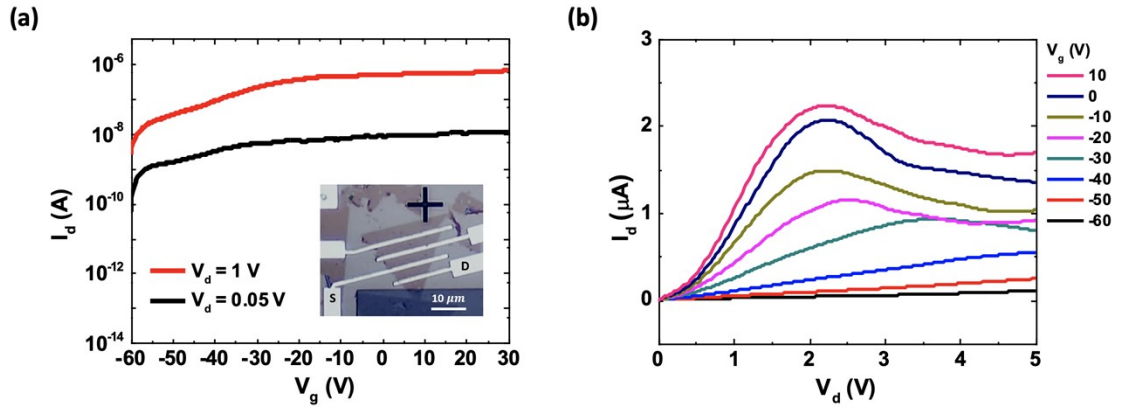 (a)
10⁻⁶
10⁻⁸
10⁻¹⁰
10⁻¹²
10⁻¹⁴
I_d (A)
V_d = 1 V
V_d = 0.05 V
S
D
10 μm
-60 -50 -40 -30 -20 -10 0 10 20 30
V_g (V)
(b)
3
2
1
0
I_d (μA)
0 1 2 3 4 5
V_d (V)
V_g (V)
10
0
-10
-20
-30
-40
-50
-60